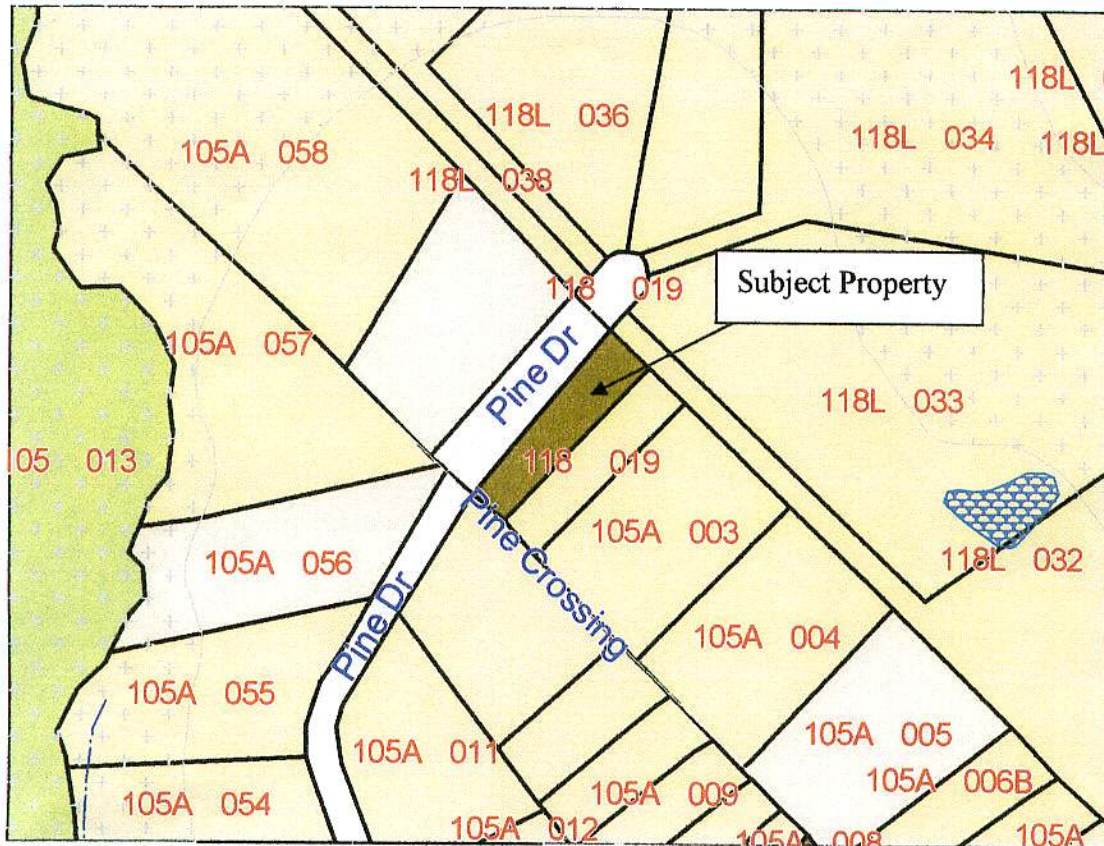 118L
118L 036
118L 034
118L
105A 058
118L 038
118 019
Subject Property
105A 057
Pine Dr
118L 033
105 013
118 019
Pine Crossing
105A 003
105A 056
118L 032
Pine Dr
105A 004
105A 055
105A 011
105A 005
105A 006B
105A 009
105A 054
105A 012
105A 008
105A